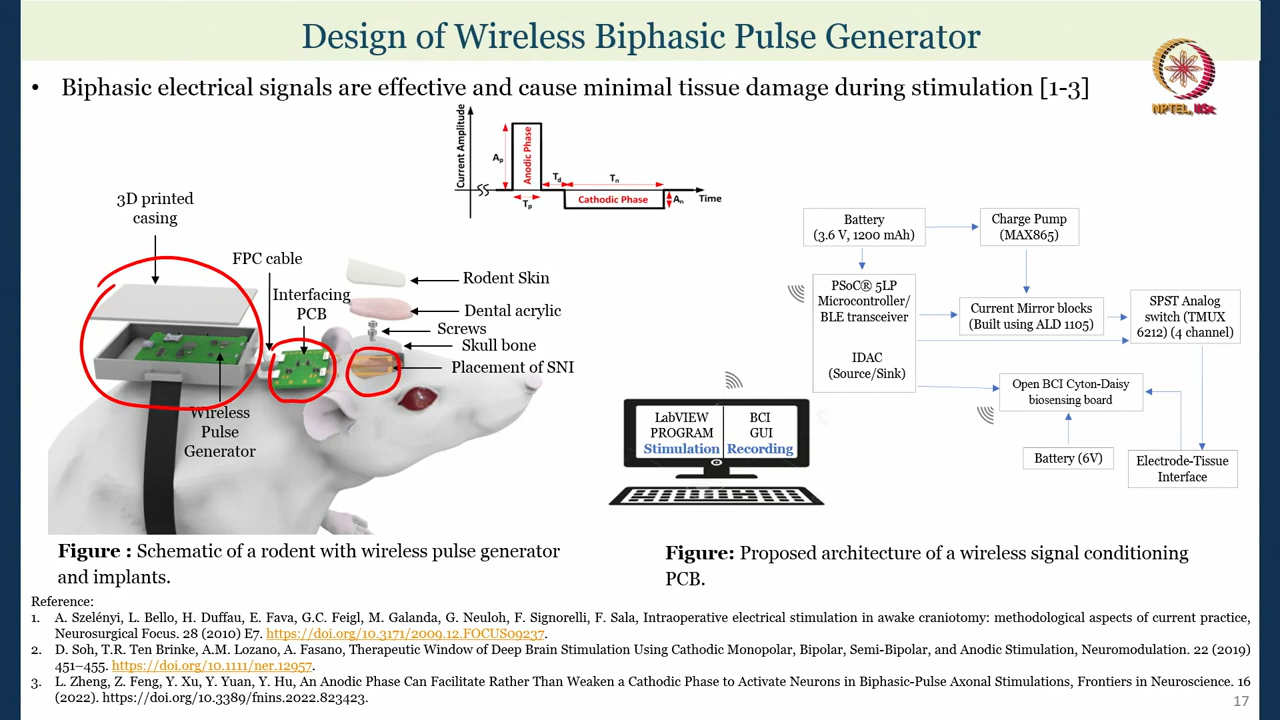 Design of Wireless Biphasic Pulse Generator
• Biphasic electrical signals are effective and cause minimal tissue damage during stimulation [1-3]
NPTEL, IISc
Current Amplitude
Anodic Phase
Ap
Tp
Td
Tn
Cathodic Phase
An
Time
3D printed
casing
FPC cable
Interfacing
PCB
Rodent Skin
Dental acrylic
Screws
Skull bone
Placement of SNI
Wireless
Pulse
Generator
Battery
(3.6 V, 1200 mAh)
Charge Pump
(MAX865)
PSoC® 5LP
Microcontroller/
BLE transceiver
IDAC
(Source/Sink)
Current Mirror blocks
(Built using ALD 1105)
SPST Analog
switch (TMUX
6212) (4 channel)
Open BCI Cyton-Daisy
biosensing board
Battery (6V)
Electrode-Tissue
Interface
LabVIEW
PROGRAM
Stimulation
BCI
GUI
Recording
Figure : Schematic of a rodent with wireless pulse generator
and implants.
Figure: Proposed architecture of a wireless signal conditioning
PCB.
Reference:
1. A. Szelényi, L. Bello, H. Duffau, E. Fava, G.C. Feigl, M. Galanda, G. Neuloh, F. Signorelli, F. Sala, Intraoperative electrical stimulation in awake craniotomy: methodological aspects of current practice,
Neurosurgical Focus. 28 (2010) E7. https://doi.org/10.3171/2009.12.FOCUS09237.
2. D. Soh, T.R. Ten Brinke, A.M. Lozano, A. Fasano, Therapeutic Window of Deep Brain Stimulation Using Cathodic Monopolar, Bipolar, Semi-Bipolar, and Anodic Stimulation, Neuromodulation. 22 (2019)
451–455. https://doi.org/10.1111/ner.12957.
3. L. Zheng, Z. Feng, Y. Xu, Y. Yuan, Y. Hu, An Anodic Phase Can Facilitate Rather Than Weaken a Cathodic Phase to Activate Neurons in Biphasic-Pulse Axonal Stimulations, Frontiers in Neuroscience. 16
(2022). https://doi.org/10.3389/fnins.2022.823423.
17